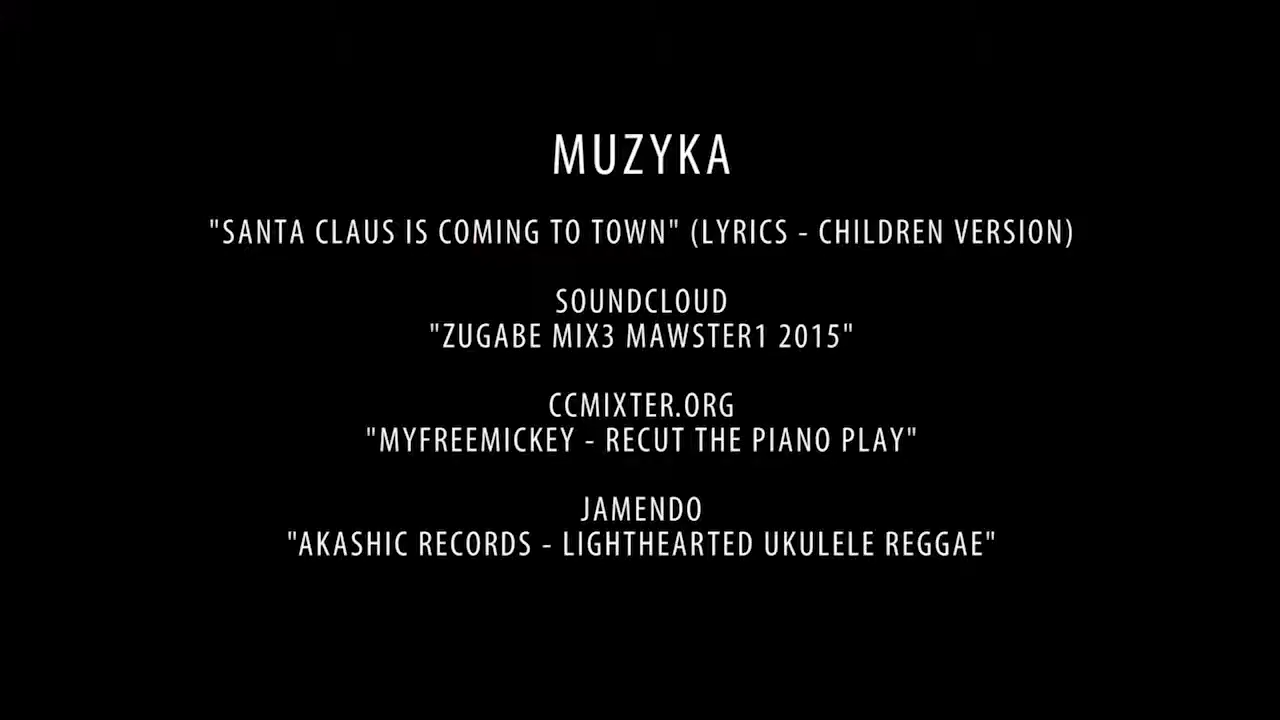 MUZYKA
"SANTA CLAUS IS COMING TO TOWN" (LYRICS - CHILDREN VERSION)
SOUNDCLOUD
"ZUGABE MIX3 MAWSTER1 2015"
CCMIXTER.ORG
"MYFREEMICKEY - RECUT THE PIANO PLAY"
JAMENDO
"AKASHIC RECORDS - LIGHTHEARTED UKULELE REGGAE"